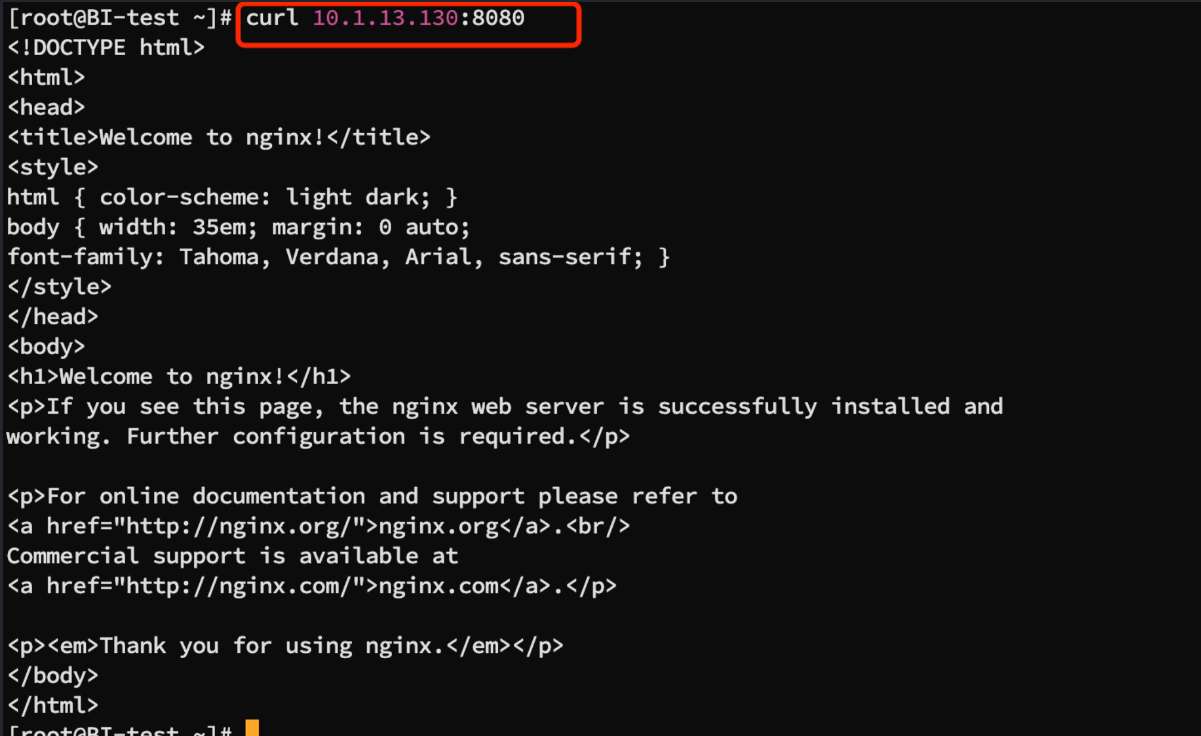 [root@BI-test ~]# curl 10.1.13.130:8080
<!DOCTYPE html>
<html>
<head>
<title>Welcome to nginx!</title>
<style>
html { color-scheme: light dark; }
body { width: 35em; margin: 0 auto;
font-family: Tahoma, Verdana, Arial, sans-serif; }
</style>
</head>
<body>
<h1>Welcome to nginx!</h1>
<p>If you see this page, the nginx web server is successfully installed and
working. Further configuration is required.</p>

<p>For online documentation and support please refer to
<a href="http://nginx.org/">nginx.org</a>.<br/>
Commercial support is available at
<a href="http://nginx.com/">nginx.com</a>.</p>

<p><em>Thank you for using nginx.</em></p>
</body>
</html>
[root@BI-test ~]#